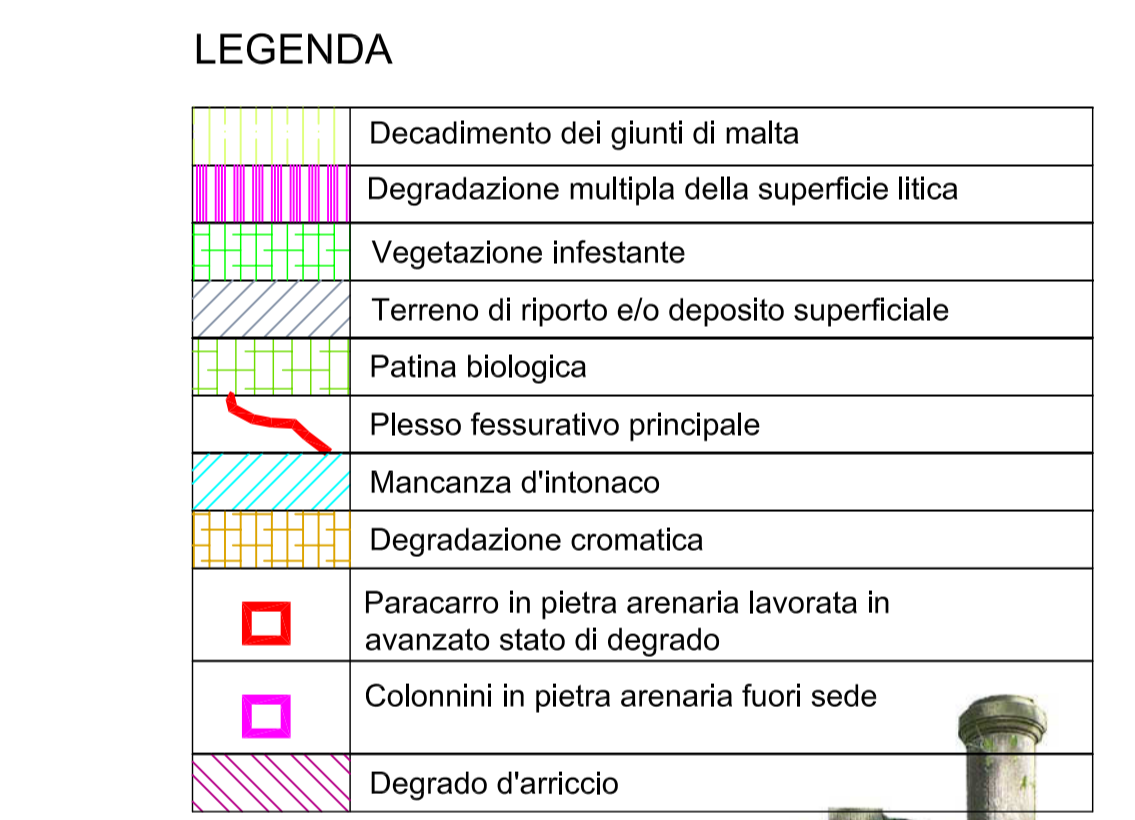 LEGENDA
Decadimento dei giunti di malta
Degradazione multipla della superficie litica
Vegetazione infestante
Terreno di riporto e/o deposito superficiale
Patina biologica
Plesso fessurativo principale
Mancanza d'intonaco
Degradazione cromatica
Paracarro in pietra arenaria lavorata in
avanzato stato di degrado
Colonnini in pietra arenaria fuori sede
Degrado d'arriccio